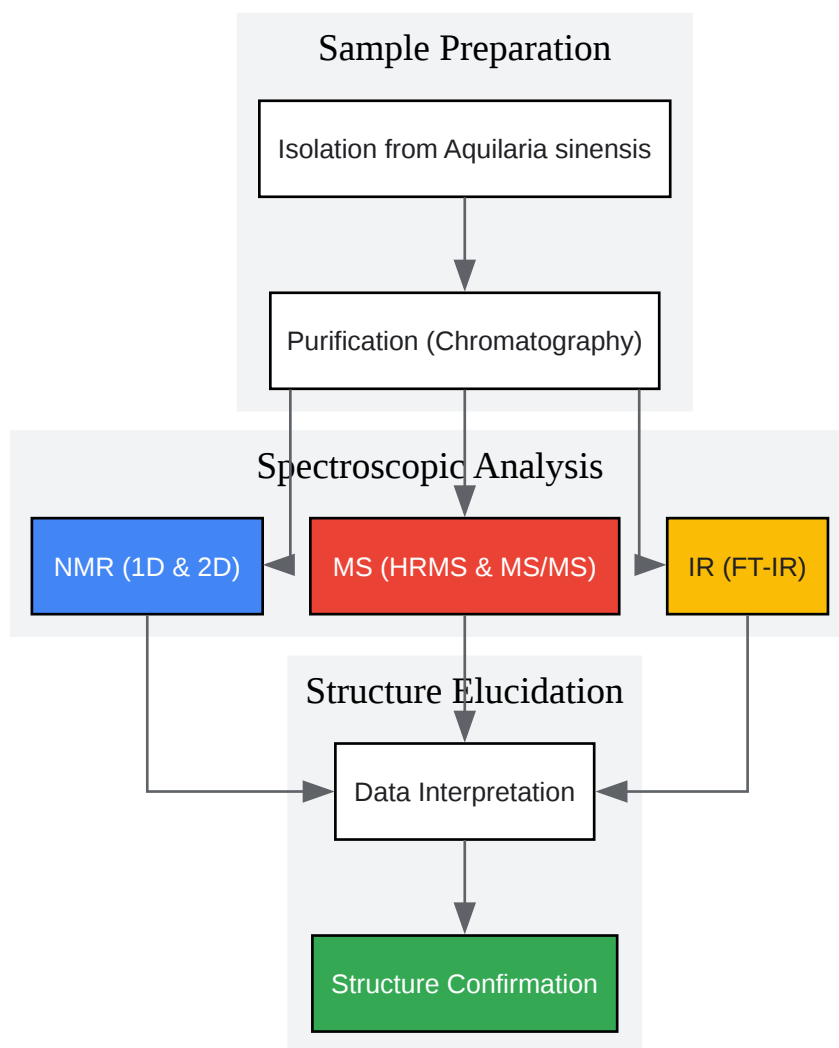 Sample Preparation
Isolation from Aquilaria sinensis
Purification (Chromatography)
Spectroscopic Analysis
NMR (1D & 2D)
MS (HRMS & MS/MS)
IR (FT-IR)
Structure Elucidation
Data Interpretation
Structure Confirmation